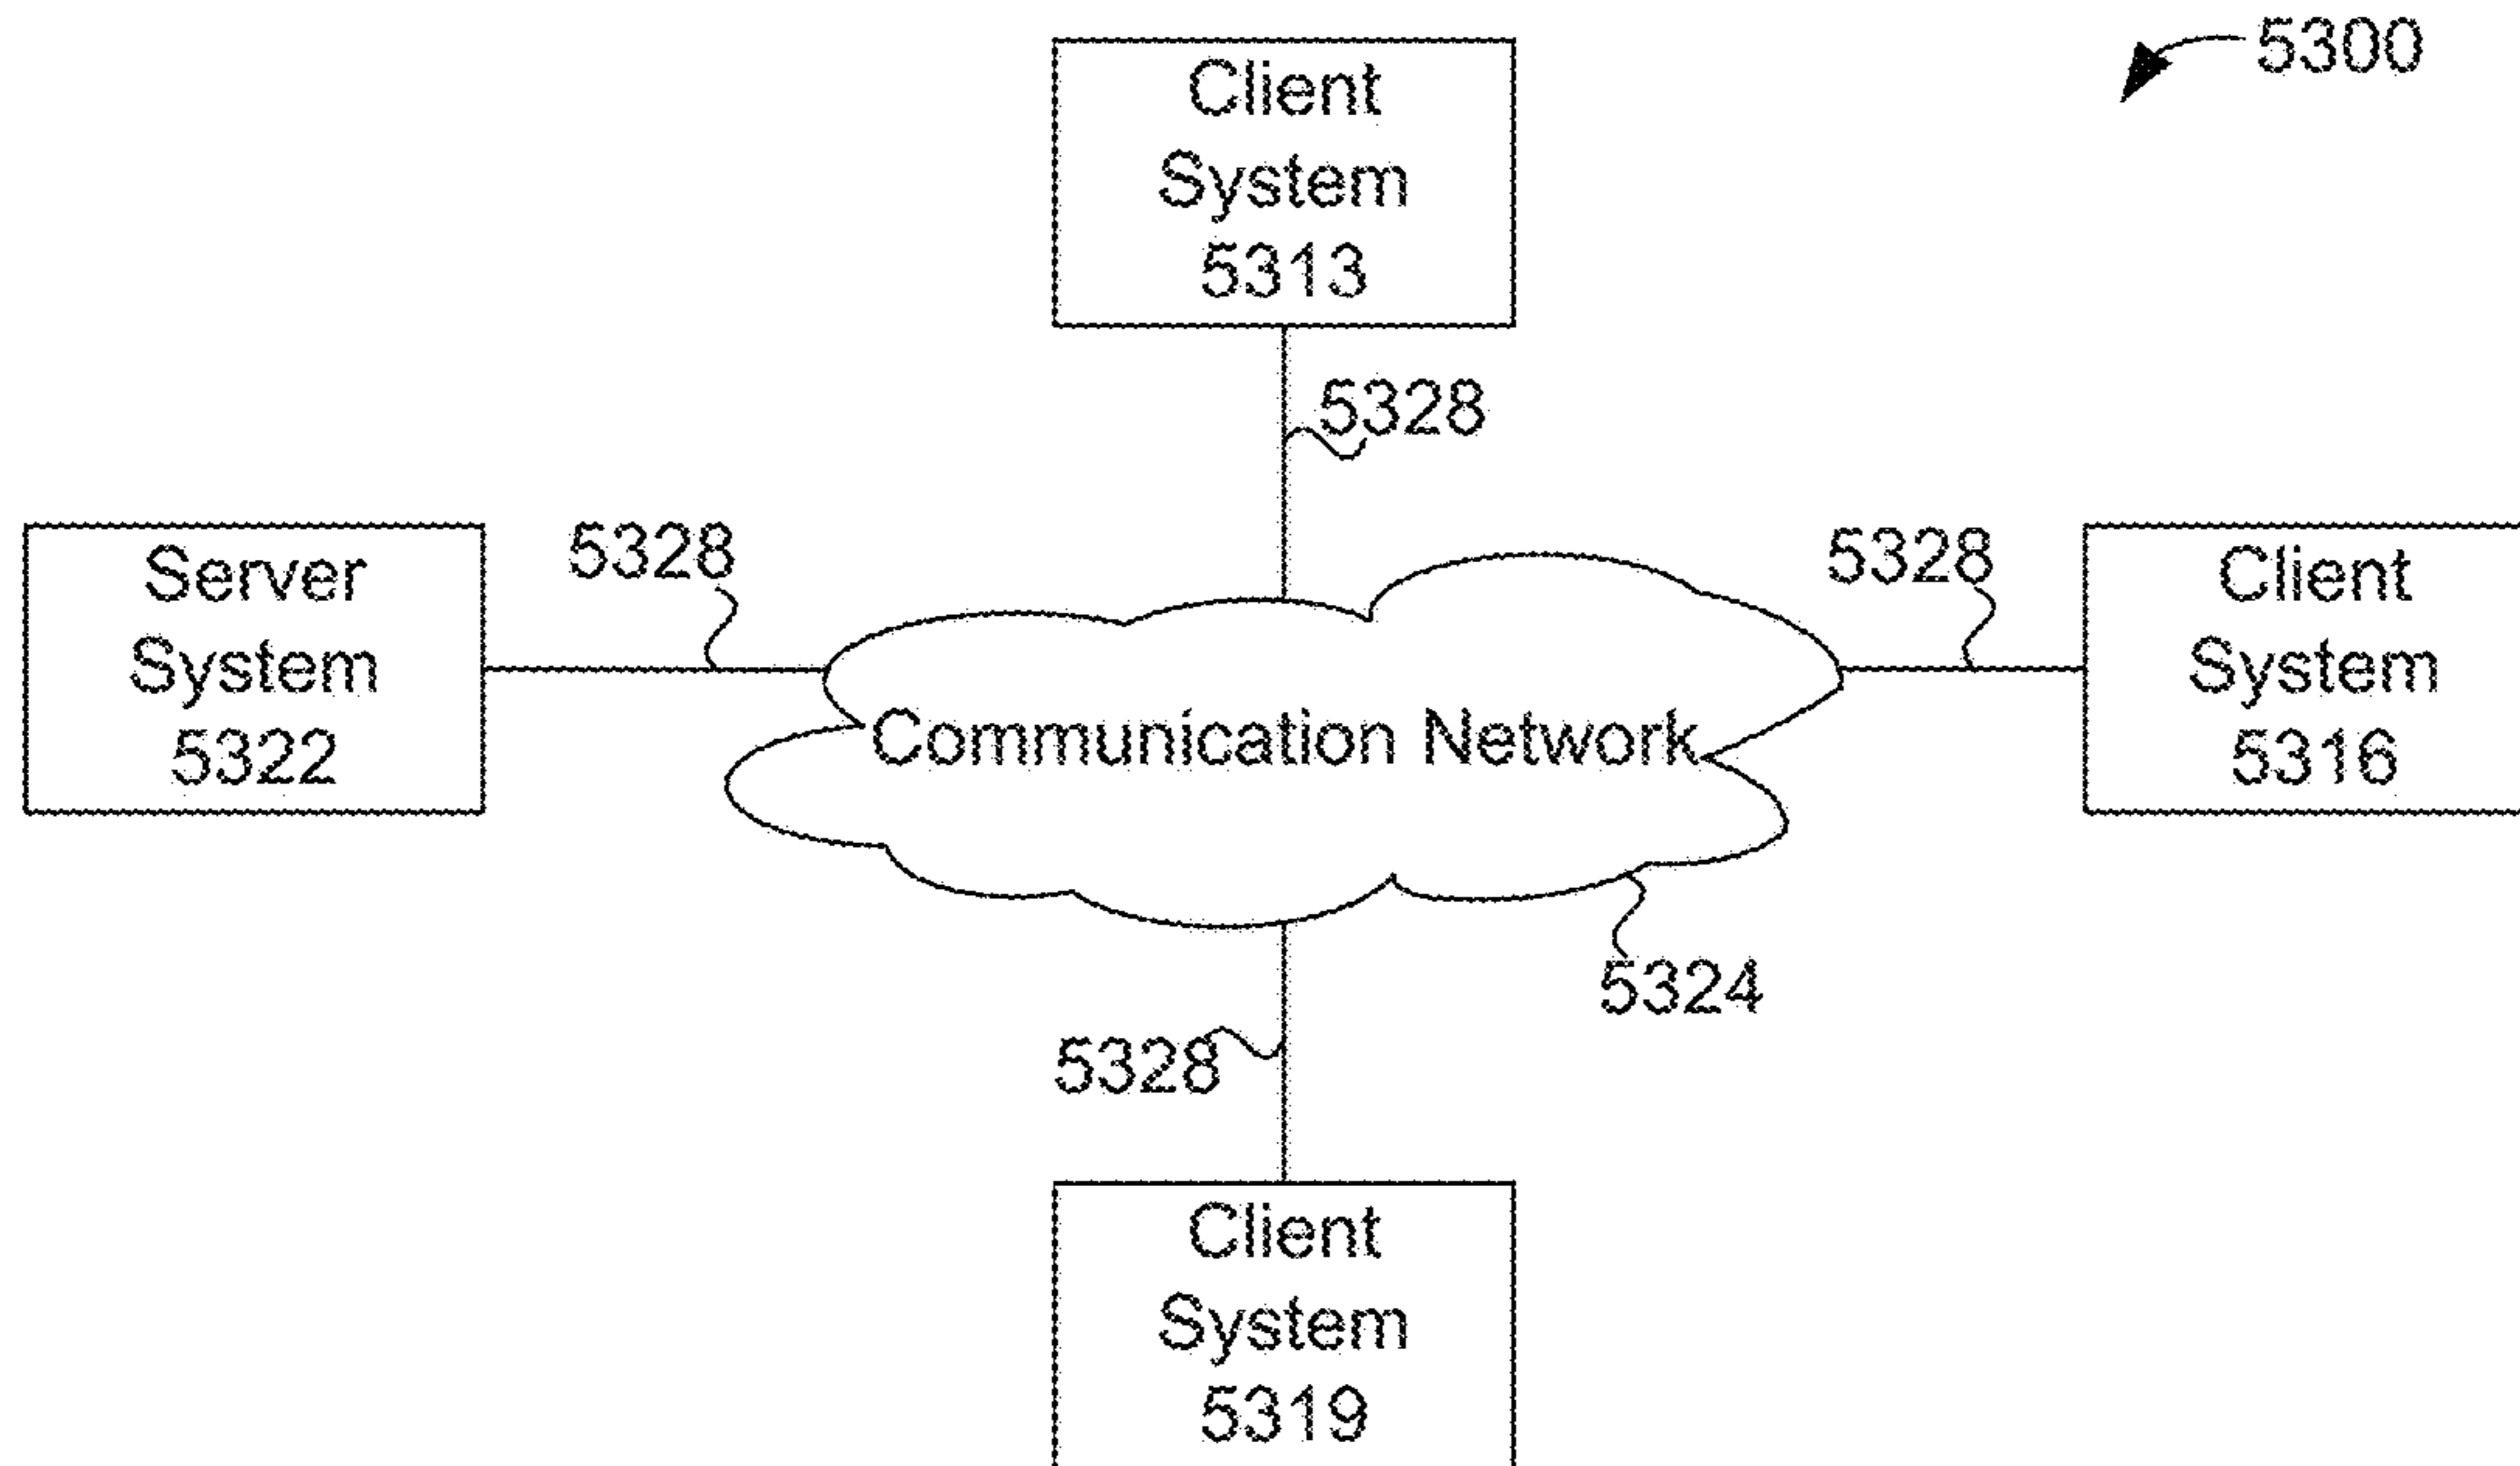 5300
Client
System
5313
5328
Server
System
5322
5328
5328
Client
System
5316
Communication Network
5324
5328
Client
System
5319